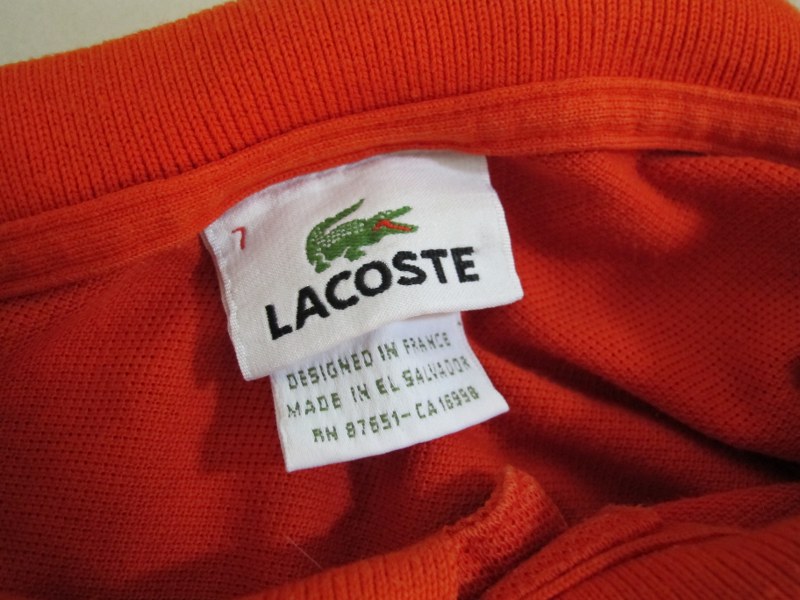 7
LACOSTE
DESIGNED IN FRANCE
MADE IN EL SALVADOR
RN 87651-CA 16998